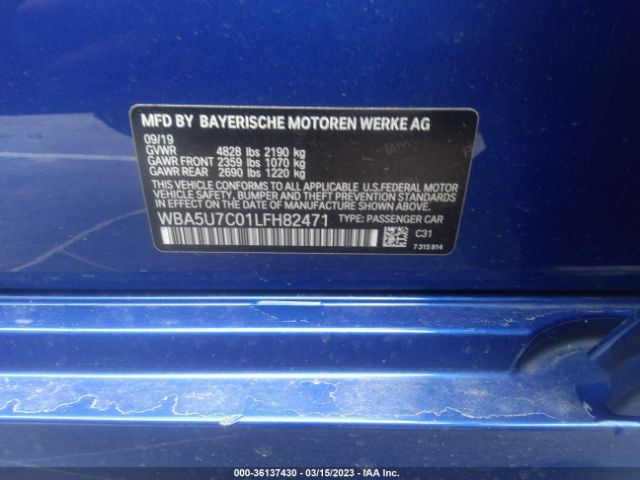 MFD BY BAYERISCHE MOTOREN WERKE AG
09/19
GVWR 4828 lbs 2190 kg
GAWR FRONT 2359 lbs 1070 kg
GAWR REAR 2690 lbs 1220 kg
THIS VEHICLE CONFORMS TO ALL APPLICABLE U.S.FEDERAL MOTOR
VEHICLE SAFETY, BUMPER AND THEFT PREVENTION STANDARDS
IN EFFECT ON THE DATE OF MANUFACTURE SHOWN ABOVE.
WBA5U7C01LFH82471 TYPE: PASSENGER CAR
C31
7 315 814
© - 36137430 - 03/15/2023 - IAA Inc.